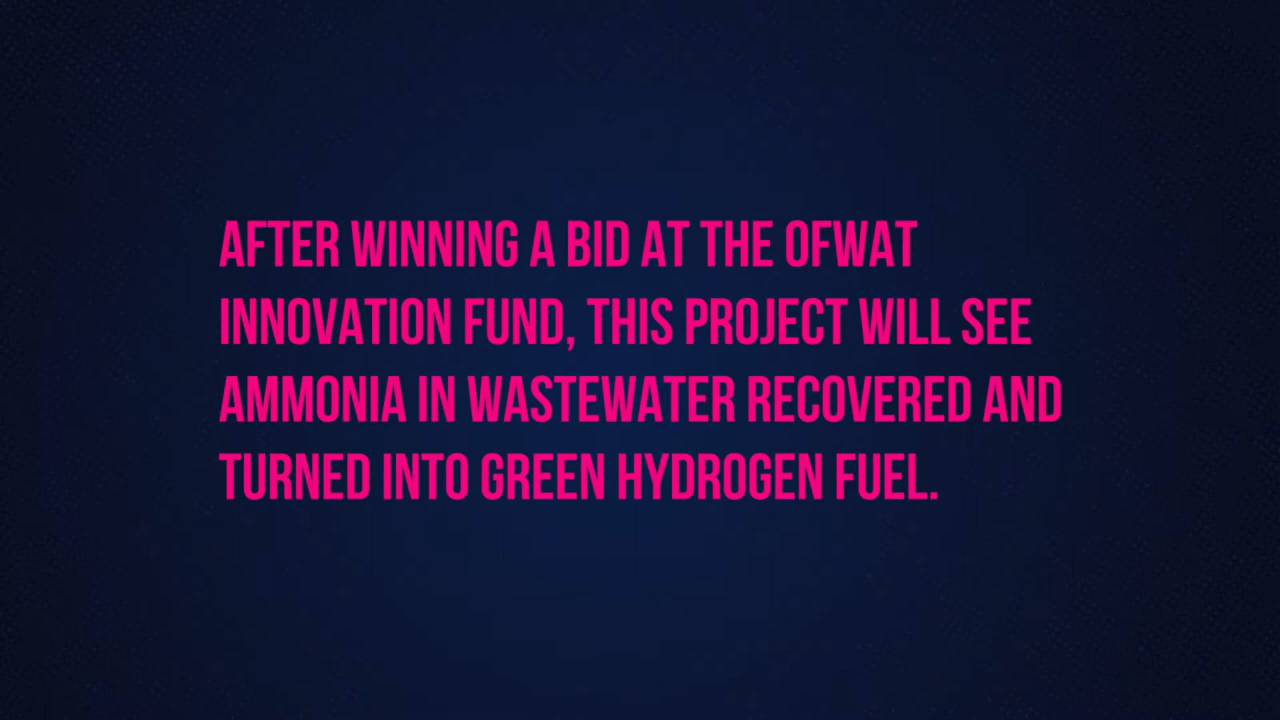 AFTER WINNING A BID AT THE OFWAT
INNOVATION FUND, THIS PROJECT WILL SEE
AMMONIA IN WASTEWATER RECOVERED AND
TURNED INTO GREEN HYDROGEN FUEL.